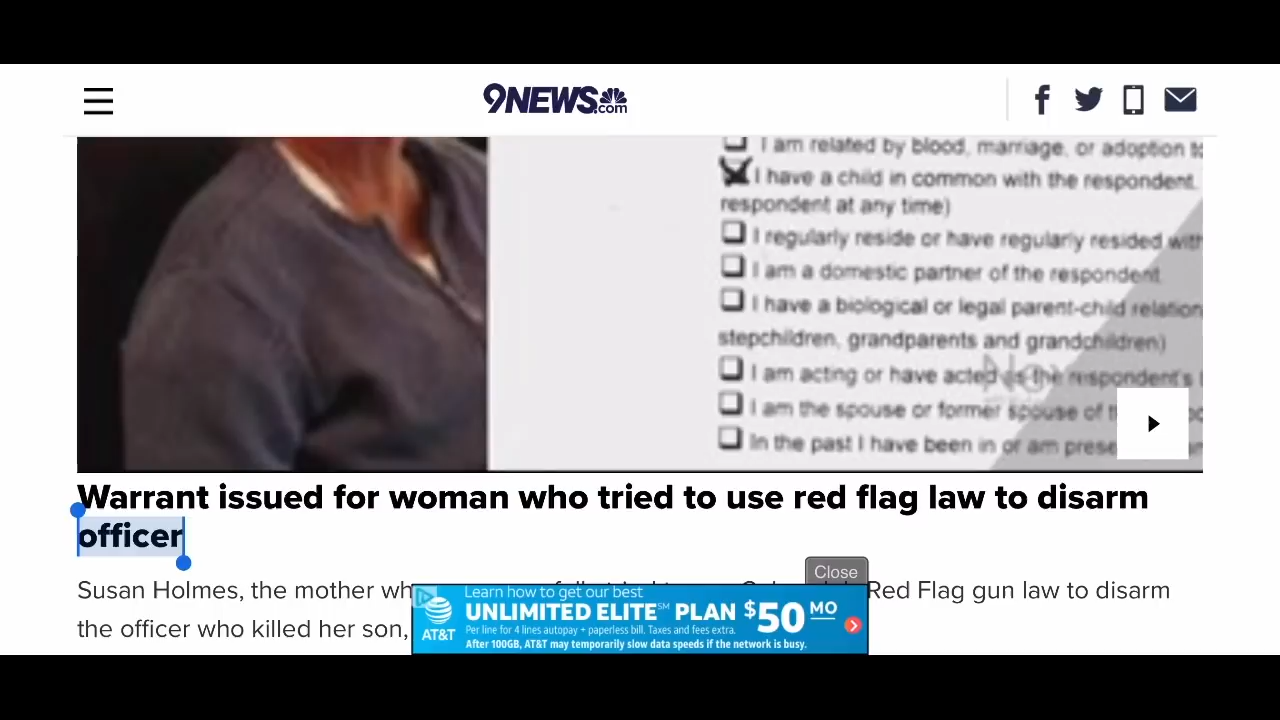 9NEWS.com
I am related by blood, marriage, or adoption to
I have a child in common with the respondent.
respondent at any time)
I regularly reside or have regularly resided with
I am a domestic partner of the respondent
I have a biological or legal parent-child relation
stepchildren, grandparents and grandchildren)
I am acting or have acted as the respondent's
I am the spouse or former spouse of
In the past I have been in or am prese
Warrant issued for woman who tried to use red flag law to disarm
officer
Susan Holmes, the mother Red Flag gun law to disarm
the officer who killed her son,
Close
Learn how to get our best
UNLIMITED ELITE℠ PLAN $50 MO
AT&T
Per line for 4 lines autopay + paperless bill. Taxes and fees extra.
After 100GB, AT&T may temporarily slow data speeds if the network is busy.